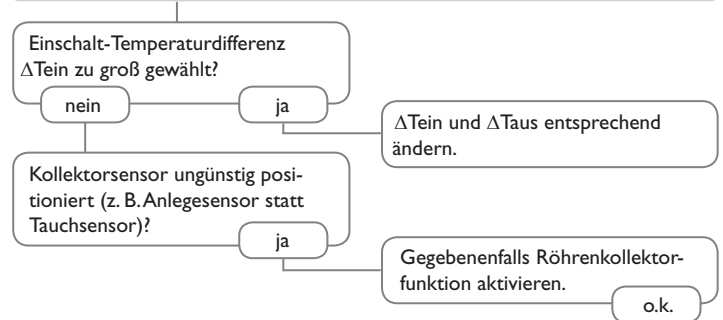 Einschalt-Temperaturdifferenz
ΔTein zu groß gewählt?
nein
ja
ΔTein und ΔTaus entsprechend
ändern.
Kollektorsensor ungünstig posi-
tioniert (z. B. Anlegesensor statt
Tauchsensor)?
ja
Gegebenenfalls Röhrenkollektor-
funktion aktivieren.
o.k.